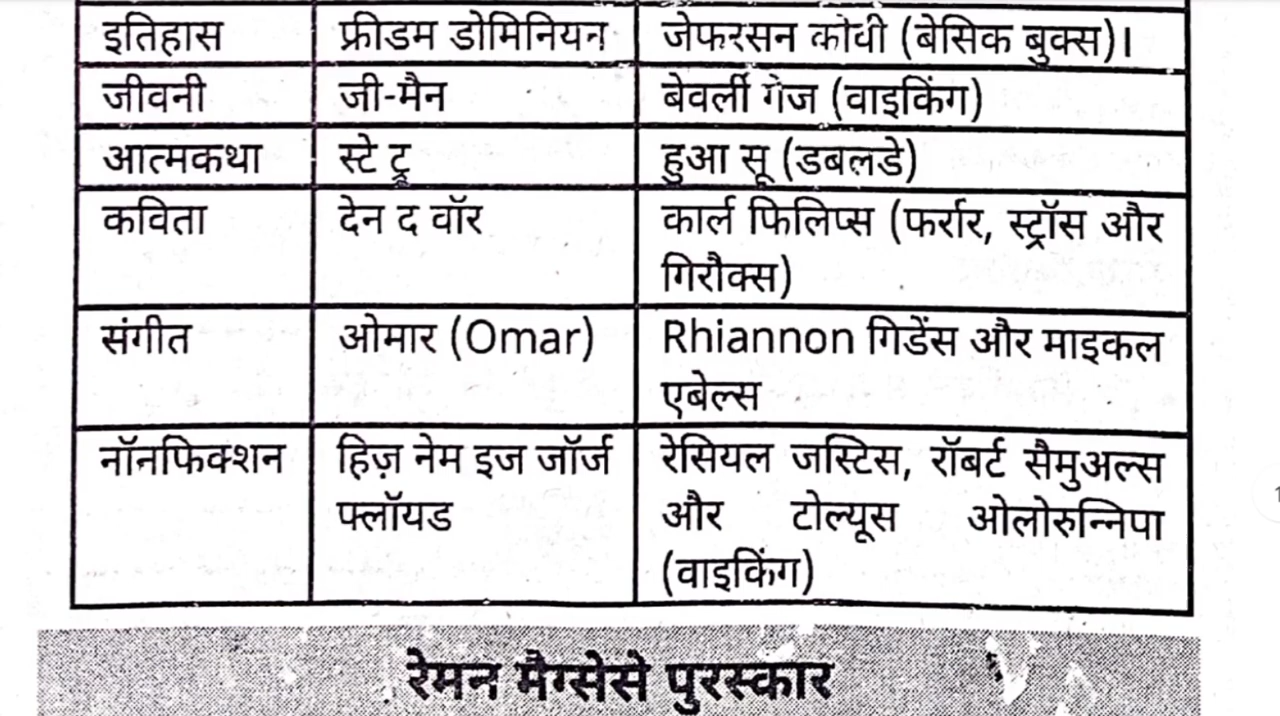 इतिहास फ्रीडम डोमिनियन जेफरसन कोवी (बेसिक बुक्स)।
जीवनी जी-मैन बेवर्ली गेज (वाइकिंग)
आत्मकथा स्टे ट्रू हुआ सू (डबलडे)
कविता देन द वॉर कार्ल फिलिप्स (फर्रार, स्ट्रॉस और
गिरौक्स)
संगीत ओमार (Omar) Rhiannon गिडेंस और माइकल
एबेल्स
नॉनफिक्शन हिज़ नेम इज जॉर्ज रेसियल जस्टिस, रॉबर्ट सैमुअल्स
फ्लॉयड और टोल्यूस ओलोरुन्निपा
(वाइकिंग)
1
रेमन मैग्सेसे पुरस्कार